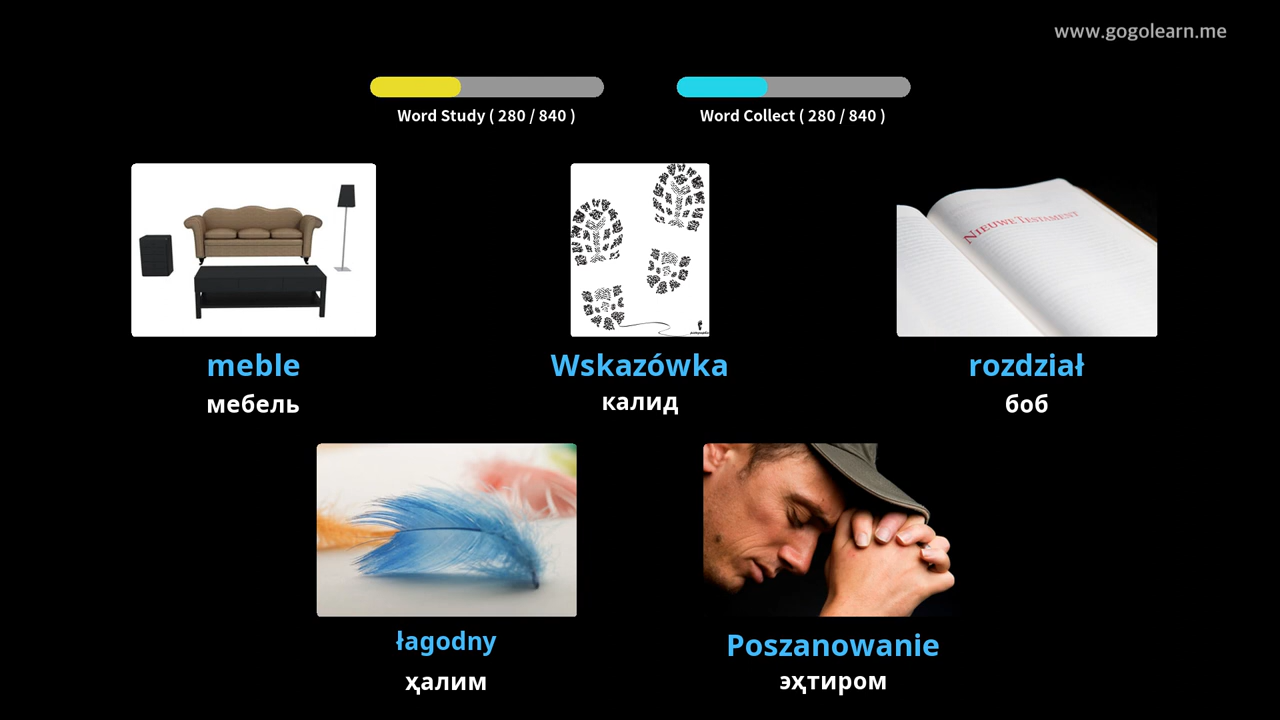 www.gogolearn.me
Word Study ( 280 / 840 )
Word Collect ( 280 / 840 )
NIEUWE TESTAMENT
meble
мебель
Wskazówka
калид
rozdział
боб
łagodny
ҳалим
Poszanowanie
эҳтиром